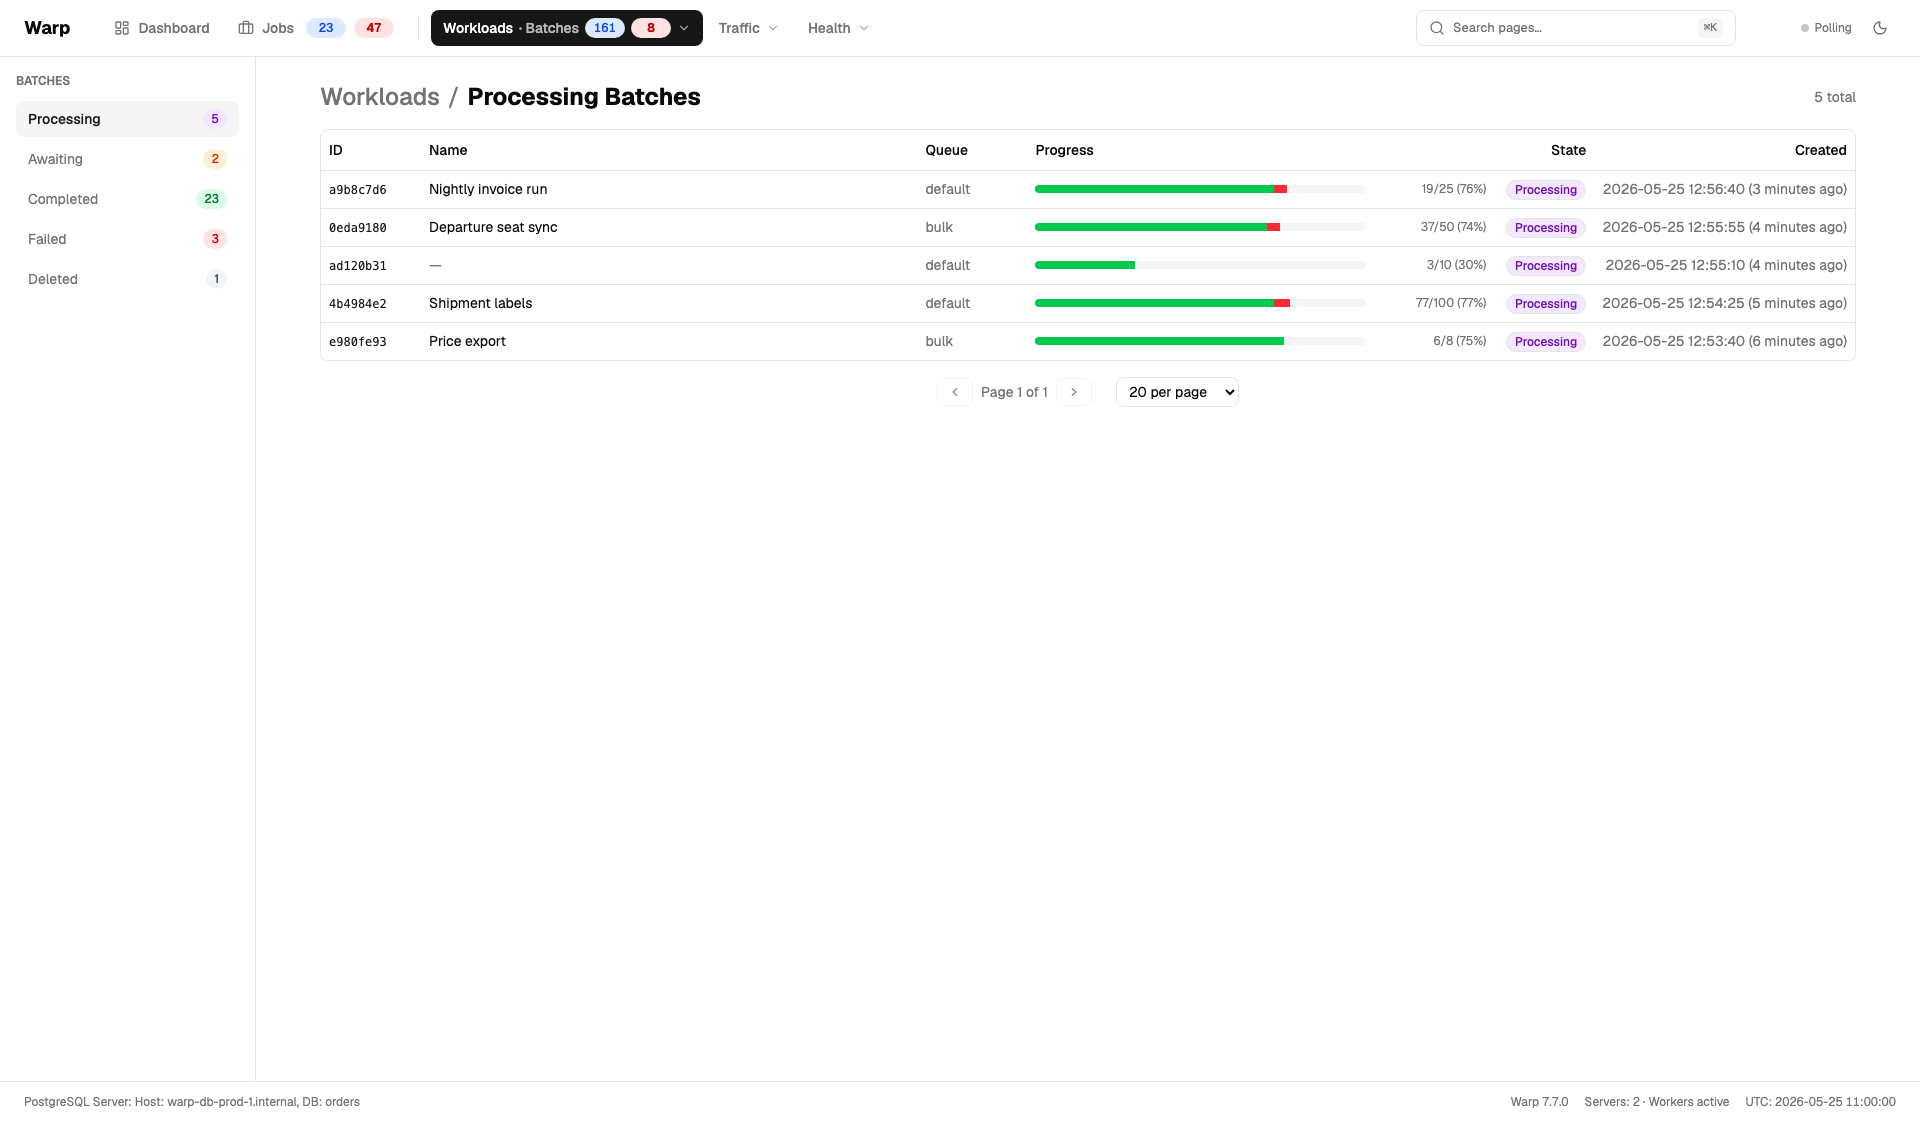 Warp Dashboard Jobs 23 47 Workloads · Batches 161 8 Traffic Health Search pages... ⌘K Polling
BATCHES
Processing 5
Awaiting 2
Completed 23
Failed 3
Deleted 1
Workloads / Processing Batches 5 total
ID Name Queue Progress State Created
a9b8c7d6 Nightly invoice run default 19/25 (76%) Processing 2026-05-25 12:56:40 (3 minutes ago)
0eda9180 Departure seat sync bulk 37/50 (74%) Processing 2026-05-25 12:55:55 (4 minutes ago)
ad120b31 — default 3/10 (30%) Processing 2026-05-25 12:55:10 (4 minutes ago)
4b4984e2 Shipment labels default 77/100 (77%) Processing 2026-05-25 12:54:25 (5 minutes ago)
e980fe93 Price export bulk 6/8 (75%) Processing 2026-05-25 12:53:40 (6 minutes ago)
Page 1 of 1 20 per page
PostgreSQL Server: Host: warp-db-prod-1.internal, DB: orders Warp 7.7.0 Servers: 2 · Workers active UTC: 2026-05-25 11:00:00